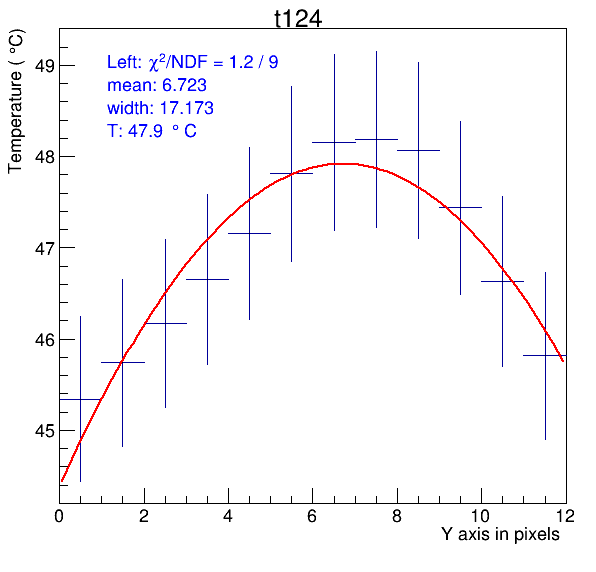 t124
Temperature ( °C)
Left: χ²/NDF = 1.2 / 9
mean: 6.723
width: 17.173
T: 47.9 ° C
49
48
47
46
45
0 2 4 6 8 10 12
Y axis in pixels